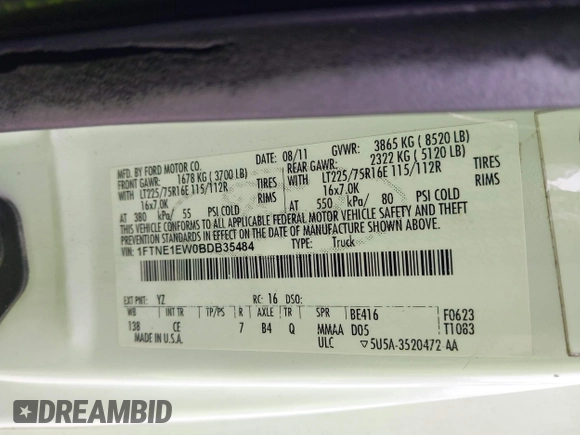 MFD. BY FORD MOTOR CO.
DATE: 08/11 GVWR: 3865 KG ( 8520 LB)
FRONT GAWR: 1678 KG ( 3700 LB) REAR GAWR: 2322 KG ( 5120 LB)
WITH LT225/75R16E 115/112R TIRES WITH LT225/75R16E 115/112R TIRES
16x7.0K RIMS 16x7.0K RIMS
AT 380 kPa/ 55 PSI COLD AT 550 kPa/ 80 PSI COLD
THIS VEHICLE CONFORMS TO ALL APPLICABLE FEDERAL MOTOR VEHICLE SAFETY AND THEFT
PREVENTION STANDARDS IN EFFECT ON THE DATE OF MANUFACTURE SHOWN ABOVE.
VIN: 1FTNE1EW0BDB35484 TYPE: Truck
EXT PNT: YZ RC: 16 DSO:
WB INT TR TP/PS R AXLE TR SPR BE416 F0623
138 CE 7 B4 Q MMAA D05 T1083
MADE IN U.S.A. ULC ▽5U5A-3520472 AA
DREAMBID